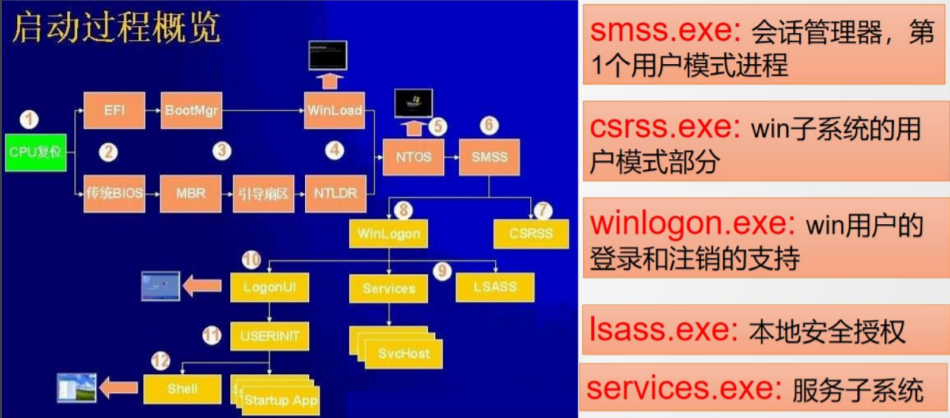 启动过程概览
EFI
BootMgr
WinLoad
1
CPU复位
2
3
4
5
6
传统BIOS
MBR
引导扇区
NTLDR
NTOS
SMSS
8
7
WinLogon
CSRSS
10
9
LogonUI
Services
LSASS
11
USERINIT
SvcHost
12
Shell
Startup App
smss.exe: 会话管理器，第
1个用户模式进程
csrss.exe: win子系统的用
户模式部分
winlogon.exe: win用户的
登录和注销的支持
lsass.exe: 本地安全授权
services.exe: 服务子系统